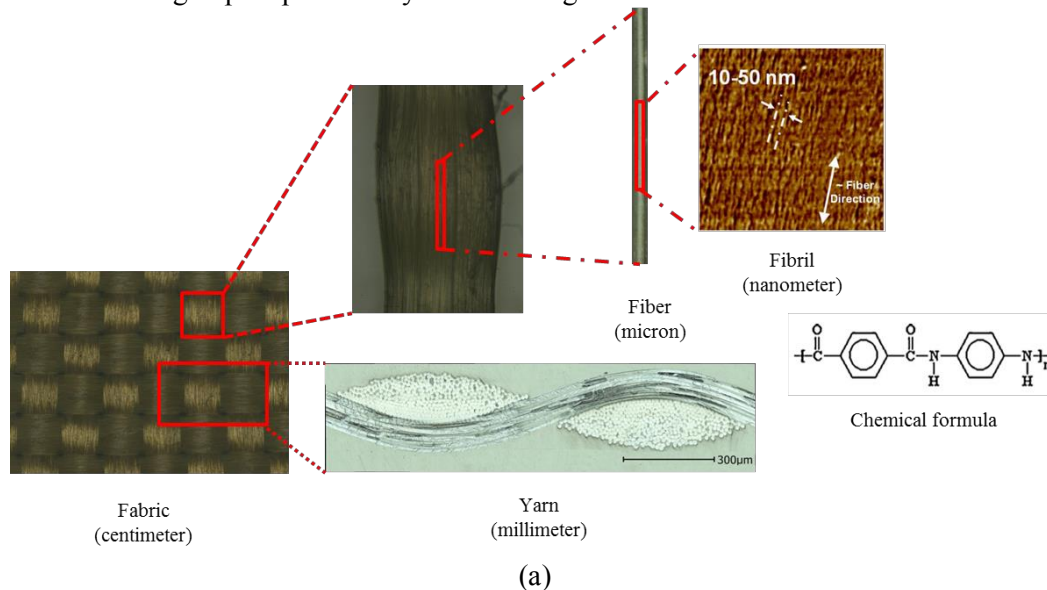 10-50 nm
~ Fiber
Direction
Fibril
(nanometer)
Fiber
(micron)
O
O
C
C
N
N
H
H
n
Chemical formula
300μm
Fabric
(centimeter)
Yarn
(millimeter)
(a)